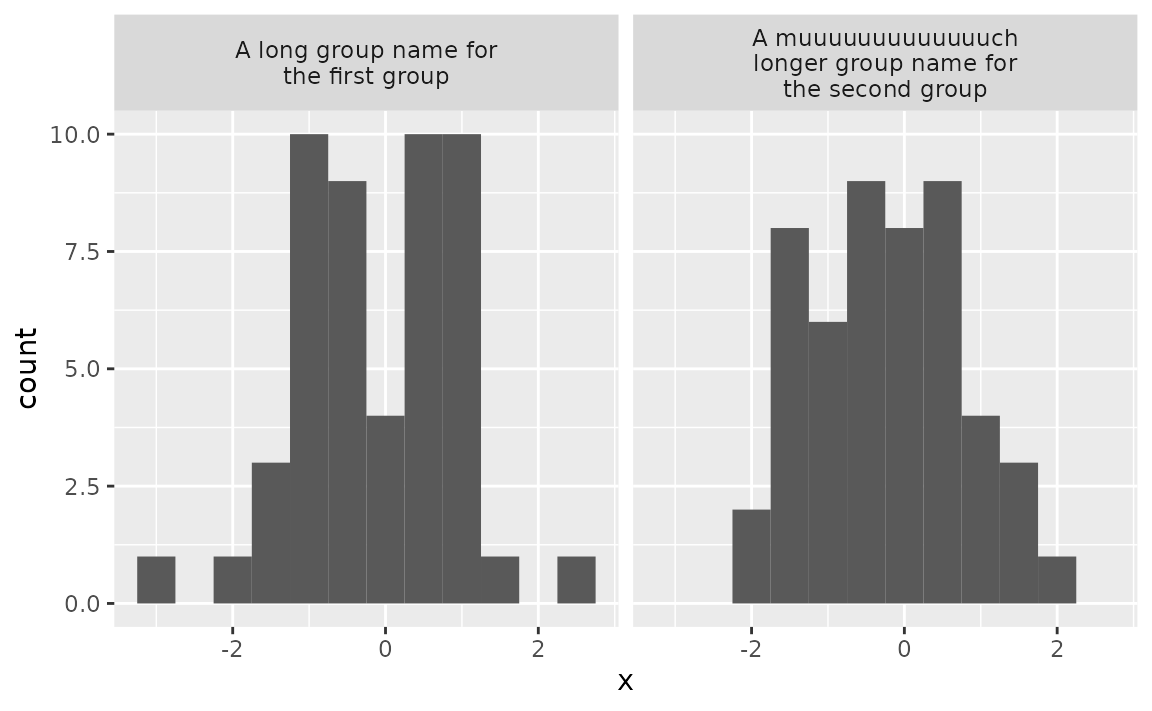 A long group name for
the first group
A muuuuuuuuuuuuuch
longer group name for
the second group
10.0
7.5
5.0
2.5
0.0
count
-2
0
2
-2
0
2
x